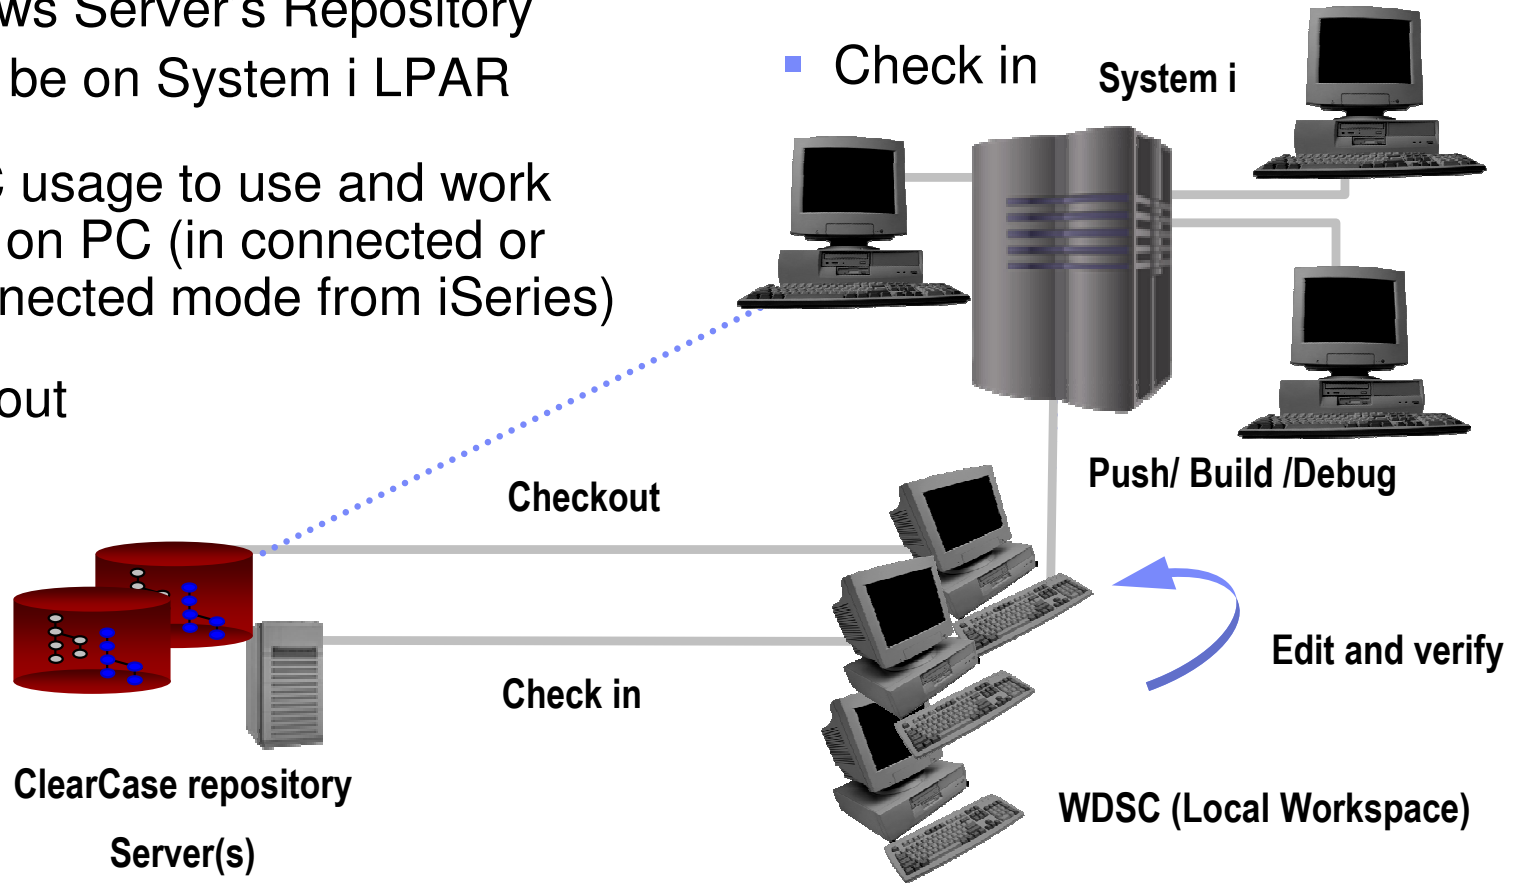 ws Server's Repository
be on System i LPAR
usage to use and work
on PC (in connected or
nected mode from iSeries)
out
Check in
System i
Push/ Build /Debug
Checkout
Edit and verify
Check in
ClearCase repository
Server(s)
WDSC (Local Workspace)